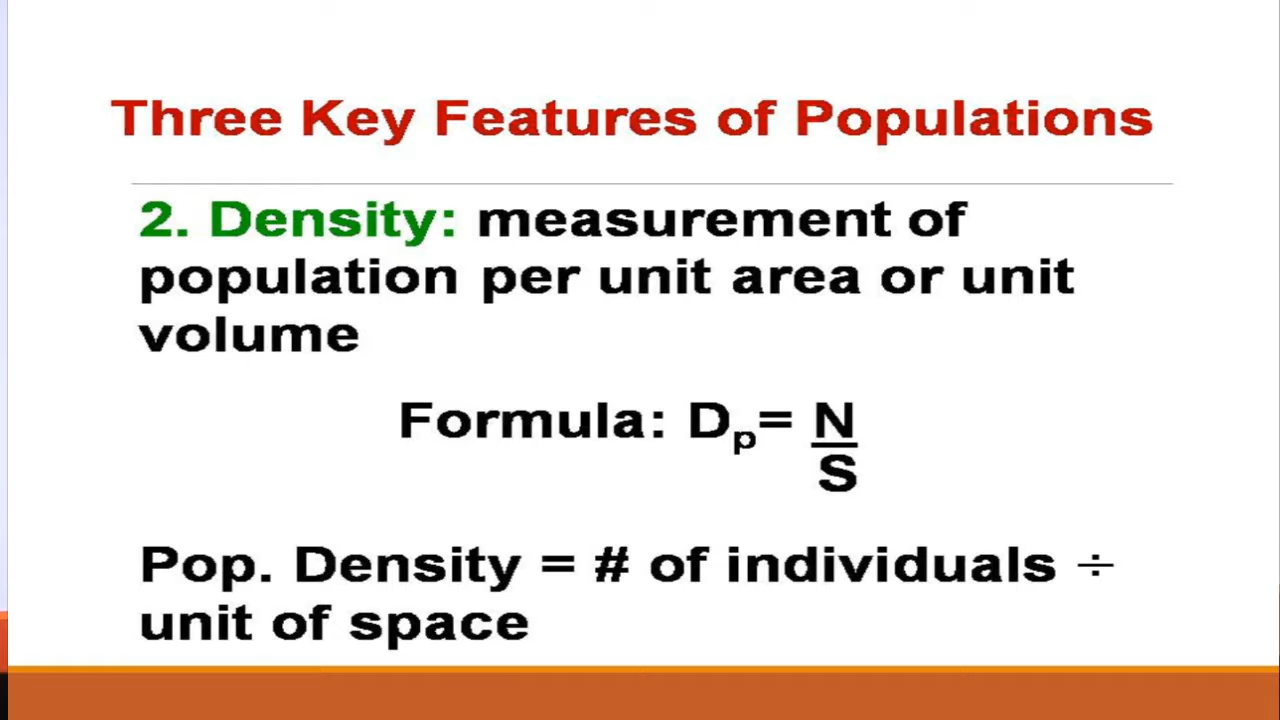 Three Key Features of Populations
2. Density: measurement of
population per unit area or unit
volume
Formula: Dₚ= N
S
Pop. Density = # of individuals ÷
unit of space